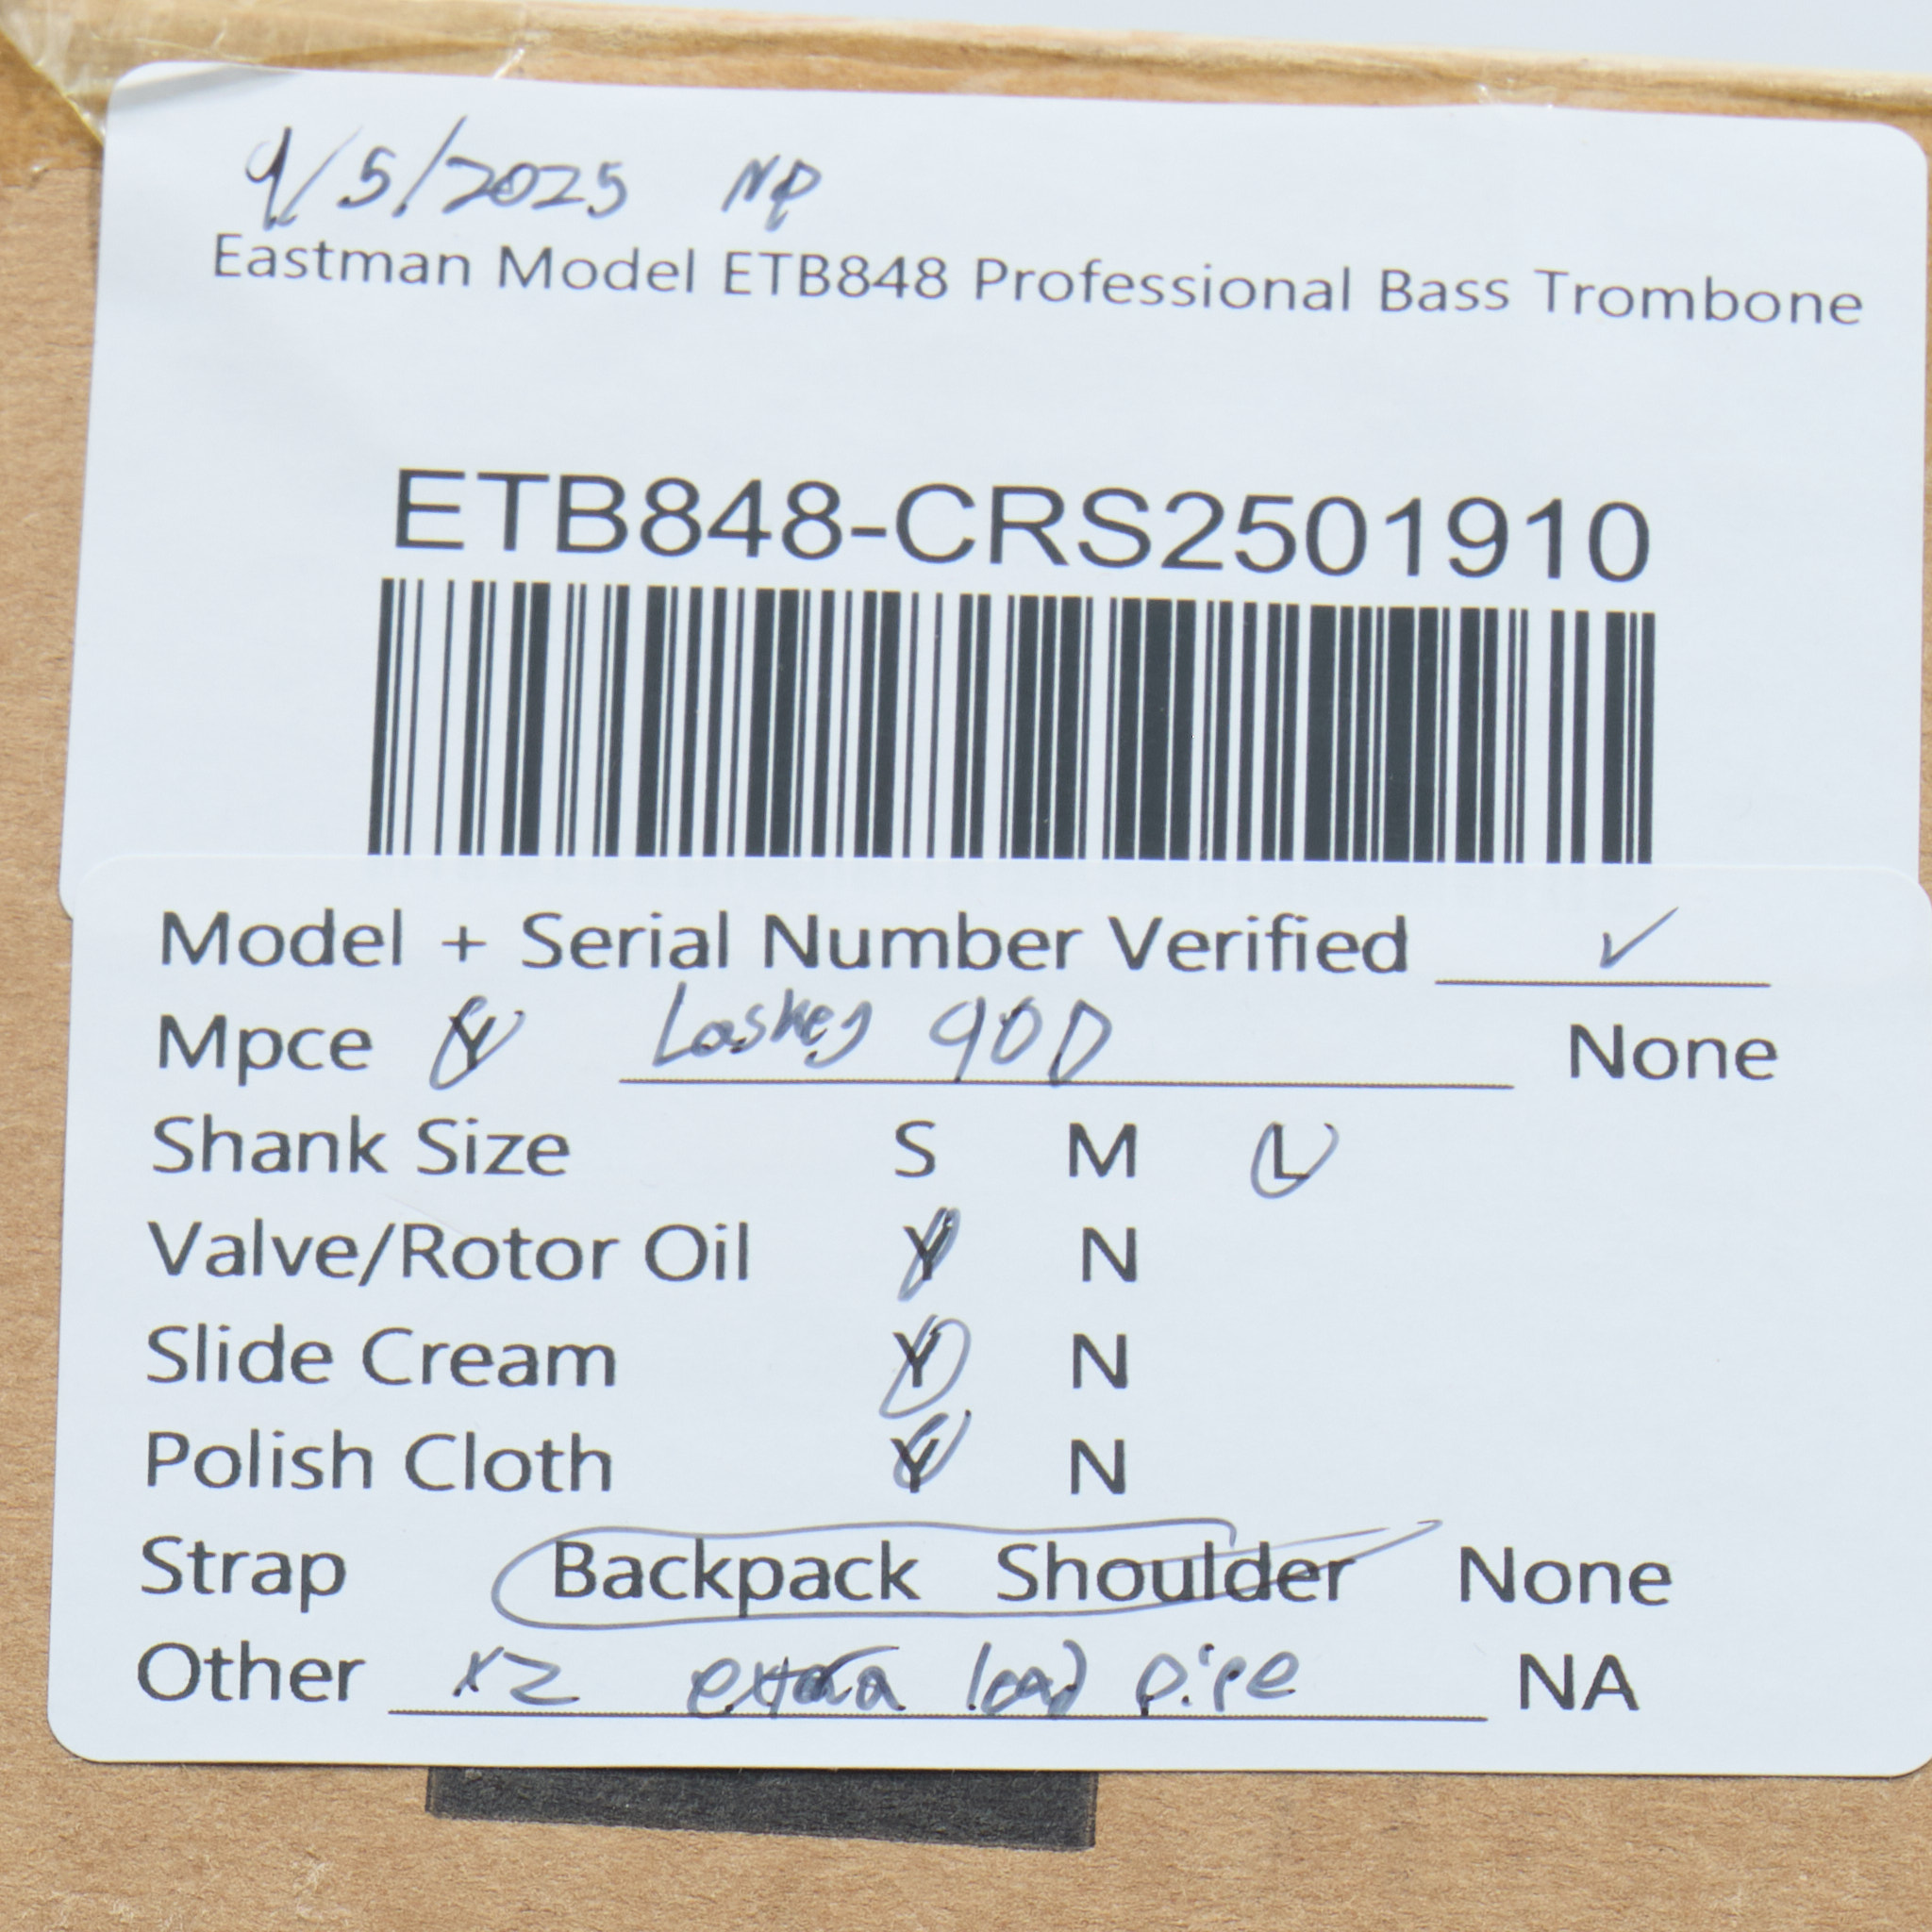 9/5/2025 NP
Eastman Model ETB848 Professional Bass Trombone
ETB848-CRS2501910
Model + Serial Number Verified ✓
Mpce Y Laskey 90D None
Shank Size S M L
Valve/Rotor Oil Y N
Slide Cream Y N
Polish Cloth Y N
Strap Backpack Shoulder None
Other x2 extra lead pipe NA